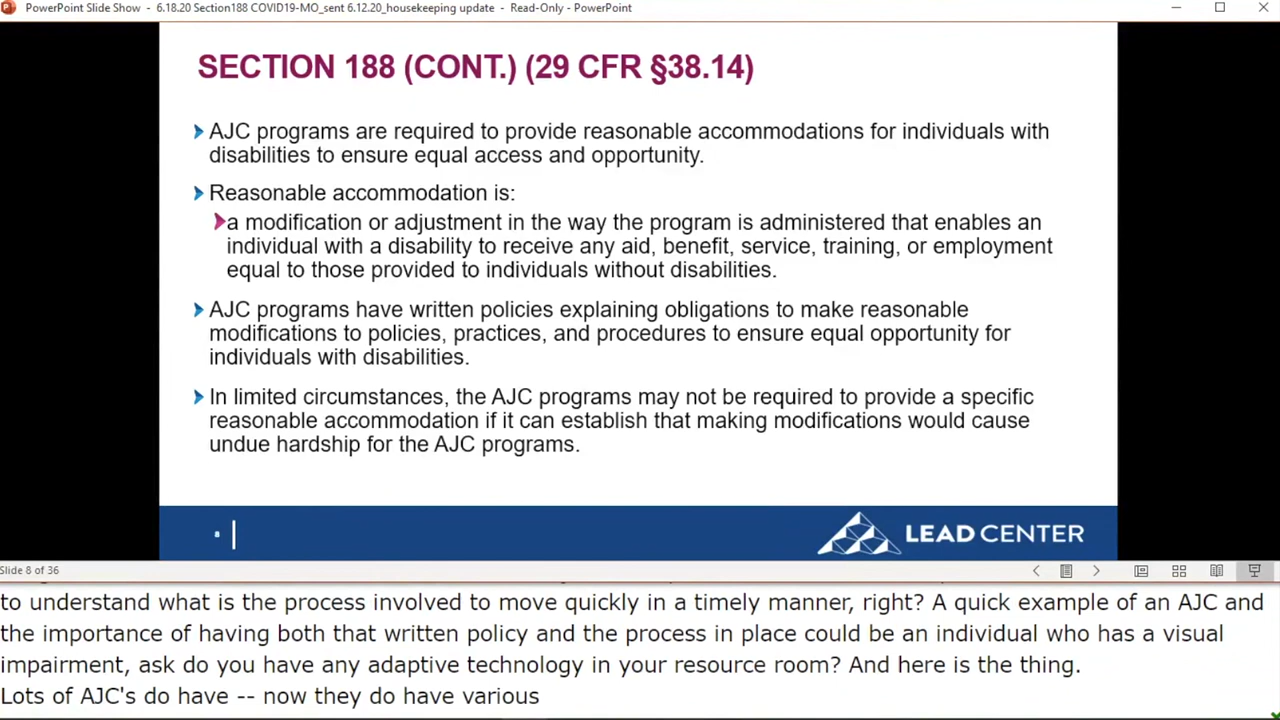 PowerPoint Slide Show - 6.18.20 Section188 COVID19-MO_sent 6.12.20_housekeeping update - Read-Only - PowerPoint
SECTION 188 (CONT.) (29 CFR §38.14)
AJC programs are required to provide reasonable accommodations for individuals with
disabilities to ensure equal access and opportunity.
Reasonable accommodation is:
a modification or adjustment in the way the program is administered that enables an
individual with a disability to receive any aid, benefit, service, training, or employment
equal to those provided to individuals without disabilities.
AJC programs have written policies explaining obligations to make reasonable
modifications to policies, practices, and procedures to ensure equal opportunity for
individuals with disabilities.
In limited circumstances, the AJC programs may not be required to provide a specific
reasonable accommodation if it can establish that making modifications would cause
undue hardship for the AJC programs.
LEAD CENTER
Slide 8 of 36
to understand what is the process involved to move quickly in a timely manner, right? A quick example of an AJC and
the importance of having both that written policy and the process in place could be an individual who has a visual
impairment, ask do you have any adaptive technology in your resource room? And here is the thing.
Lots of AJC's do have -- now they do have various